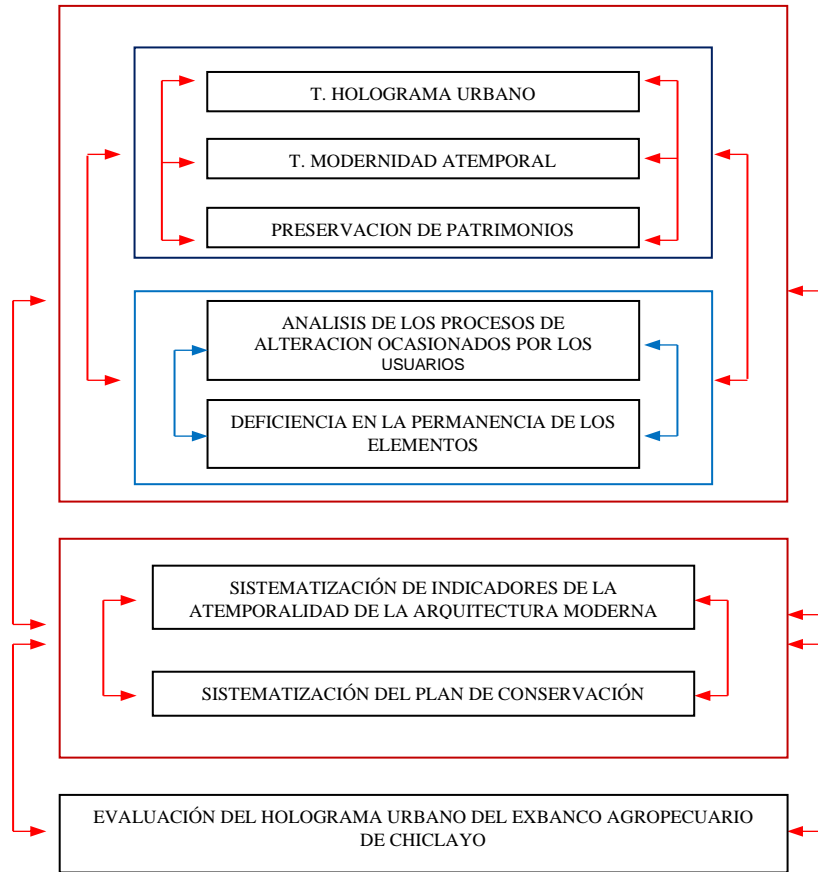 T. HOLOGRAMA URBANO
T. MODERNIDAD ATEMPORAL
PRESERVACION DE PATRIMONIOS
ANALISIS DE LOS PROCESOS DE
ALTERACION OCASIONADOS POR LOS
USUARIOS
DEFICIENCIA EN LA PERMANENCIA DE LOS
ELEMENTOS
SISTEMATIZACIÓN DE INDICADORES DE LA
ATEMPORALIDAD DE LA ARQUITECTURA MODERNA
SISTEMATIZACIÓN DEL PLAN DE CONSERVACIÓN
EVALUACIÓN DEL HOLOGRAMA URBANO DEL EXBANCO AGROPECUARIO
DE CHICLAYO